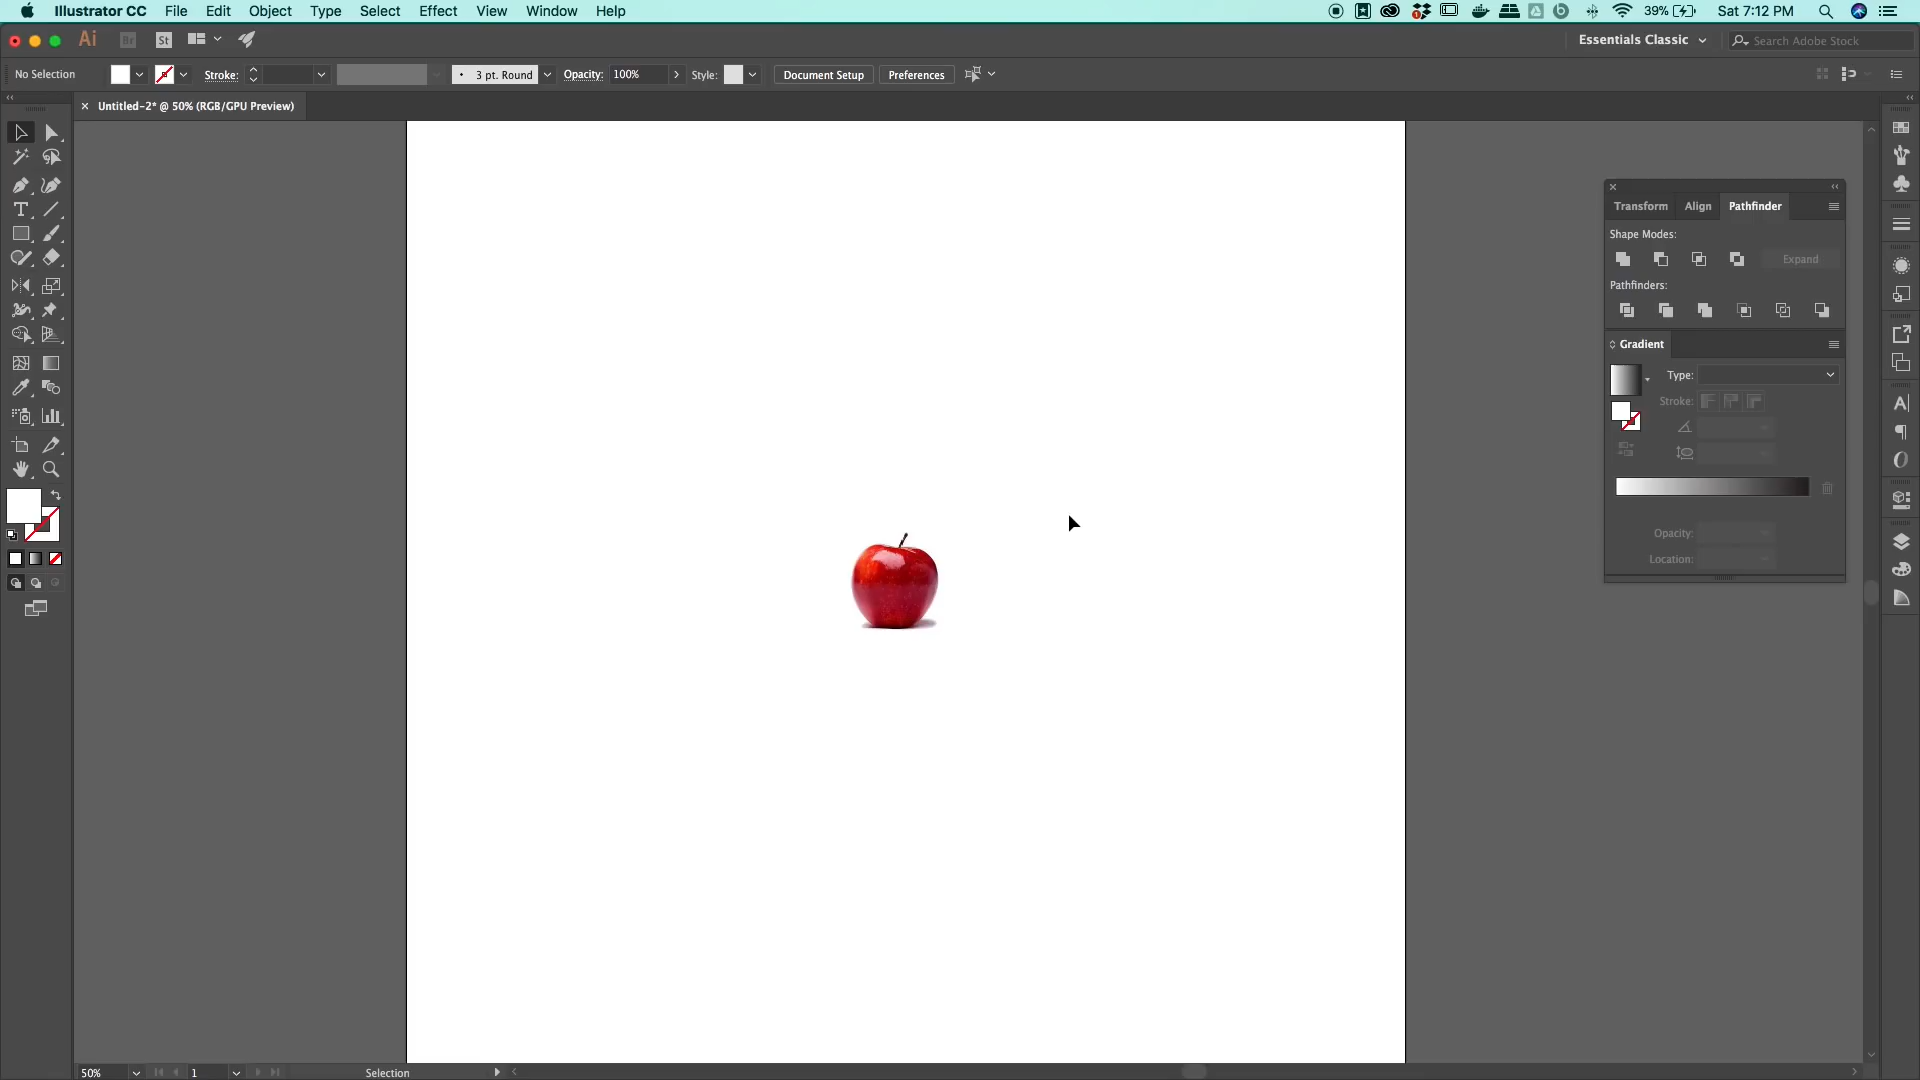 Illustrator CC File Edit Object Type Select Effect View Window Help 39% Sat 7:12 PM
Ai Br St Essentials Classic Search Adobe Stock
No Selection Stroke: 3 pt. Round Opacity: 100% Style: Document Setup Preferences
Untitled-2* @ 50% (RGB/GPU Preview)
Transform Align Pathfinder
Shape Modes:
Expand
Pathfinders:
Gradient
Type:
Stroke:
Opacity:
Location:
50% 1 Selection